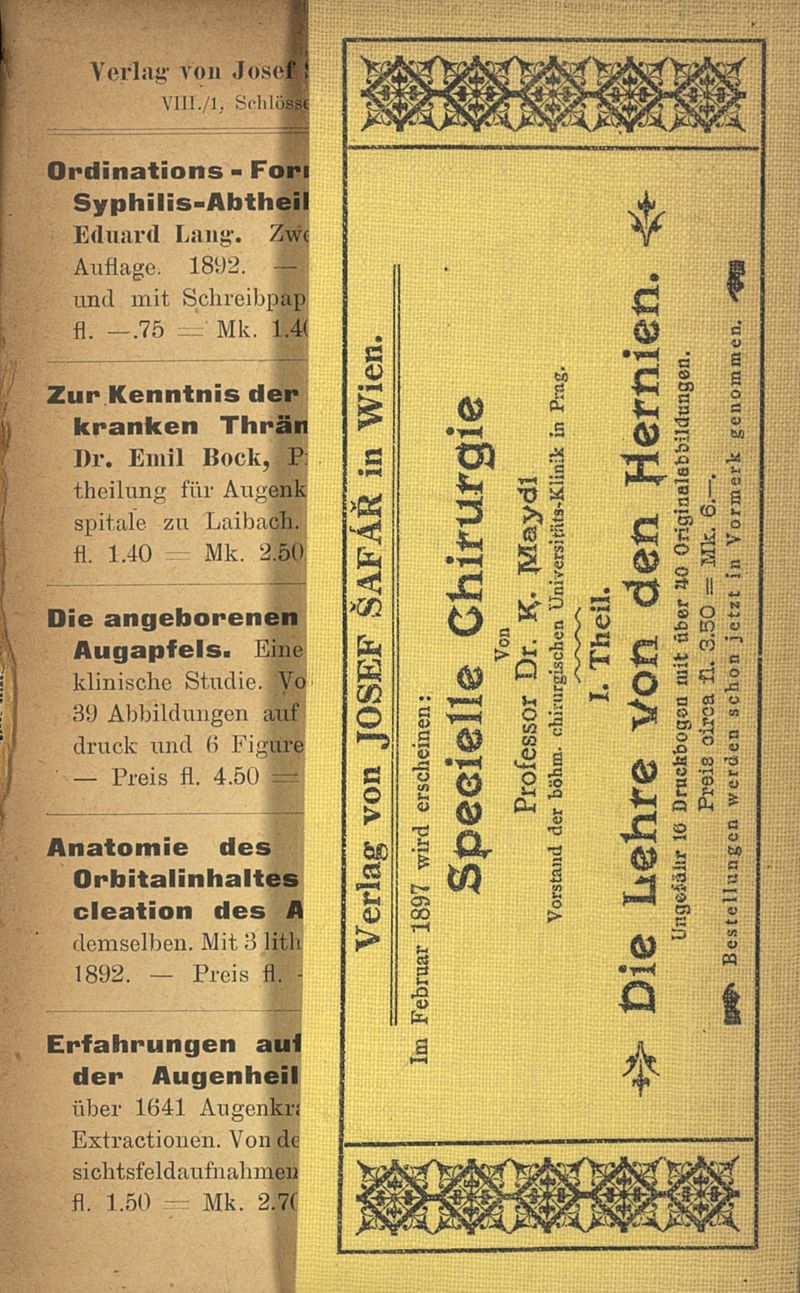 Verlag von Josef
VIII./1, Schlösse
Ordinations-For
Syphilis-Abtheil
Eduard Lang. Zwe
Auflage. 1892. —
und mit Schreibpap
fl. —.75 = Mk. 1.40
Zur Kenntnis der
kranken Thrän
Dr. Emil Bock, P
theilung für Augenk
spitale zu Laibach.
fl. 1.40 = Mk. 2.50
Die angeborenen
Augapfels. Eine
klinische Studie. Vo
39 Abbildungen auf
druck und 6 Figure
— Preis fl. 4.50 =
Anatomie des
Orbitalinhaltes
cleation des A
demselben. Mit 3 lith
1892. — Preis fl. -
Erfahrungen auf
der Augenheil
über 1641 Augenkra
Extractionen. Von de
sichtsfeldaufnahmen
fl. 1.50 = Mk. 2.70
Verlag von JOSEF ŠAFÁŘ in Wien.
Im Februar 1897 wird erscheinen:
Specielle Chirurgie
Von
Professor Dr. K. Maydl
Vorstand der böhm. chirurgischen Universitäts-Klinik in Prag.
I. Theil.
Die Lehre von den Hernien.
Ungefähr 16 Druckbogen mit über 40 Originalabbildungen.
Preis circa fl. 3.50 = Mk. 6.—.
Bestellungen werden schon jetzt in Vormerk genommen.